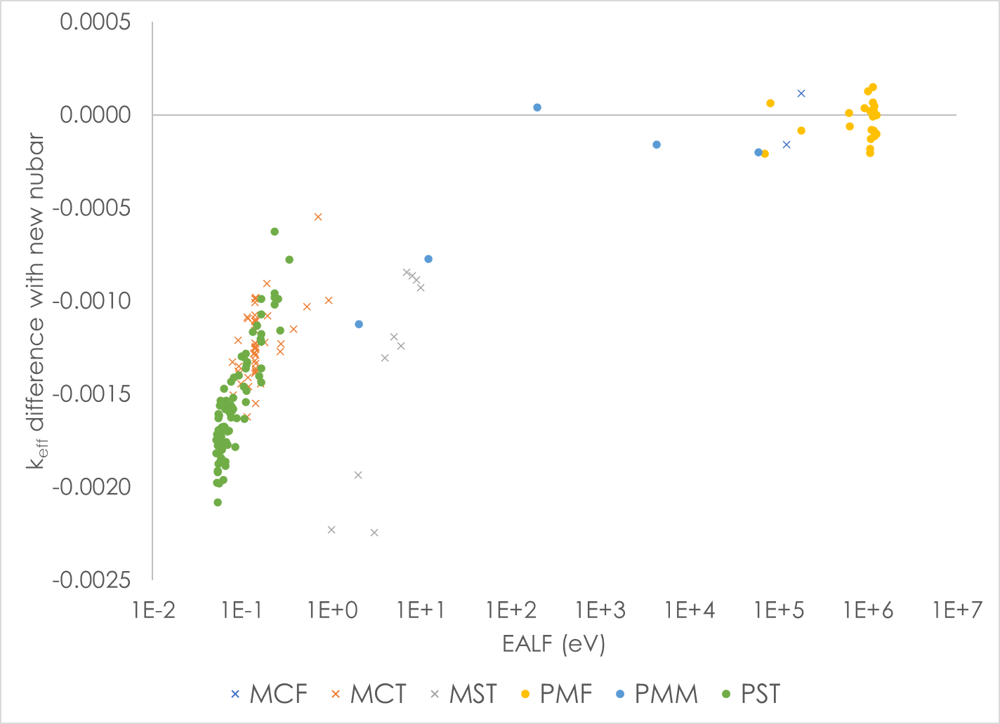 0.0005
0.0000
-0.0005
-0.0010
-0.0015
-0.0020
-0.0025
keff difference with new nubar
1E-2 1E-1 1E+0 1E+1 1E+2 1E+3 1E+4 1E+5 1E+6 1E+7
EALF (eV)
MCF MCT MST PMF PMM PST